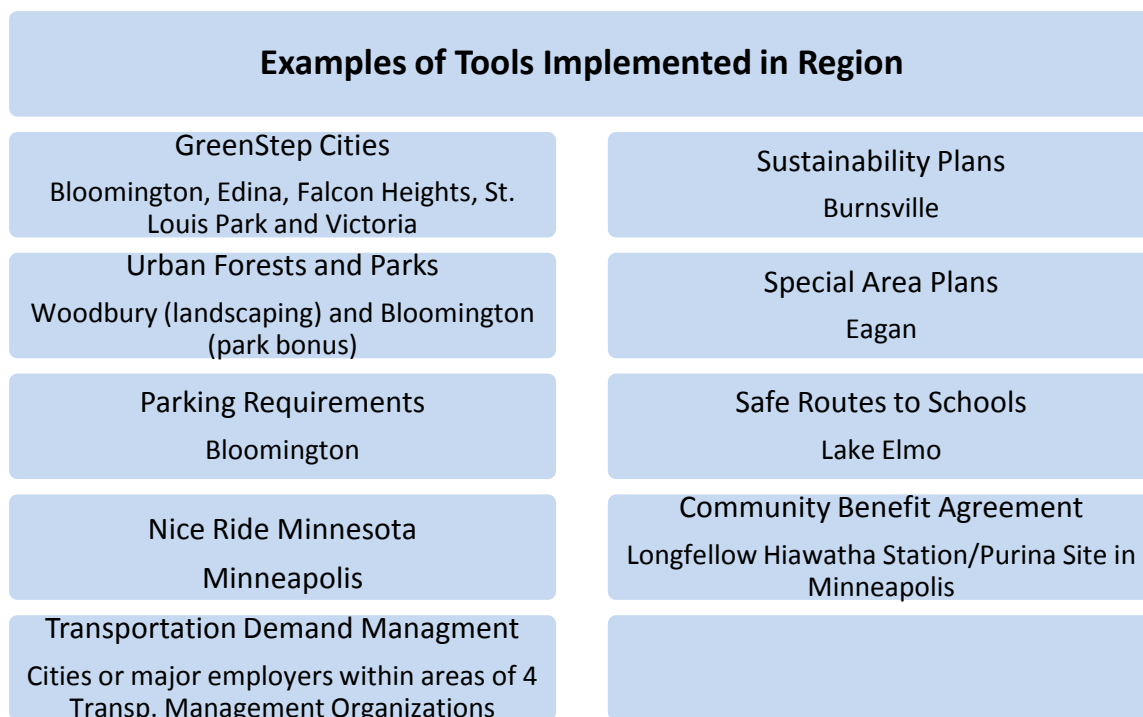 Examples of Tools Implemented in Region
GreenStep Cities
Bloomington, Edina, Falcon Heights, St.
Louis Park and Victoria
Urban Forests and Parks
Woodbury (landscaping) and Bloomington
(park bonus)
Parking Requirements
Bloomington
Nice Ride Minnesota
Minneapolis
Transportation Demand Managment
Cities or major employers within areas of 4
Transp. Management Organizations
Sustainability Plans
Burnsville
Special Area Plans
Eagan
Safe Routes to Schools
Lake Elmo
Community Benefit Agreement
Longfellow Hiawatha Station/Purina Site in
Minneapolis